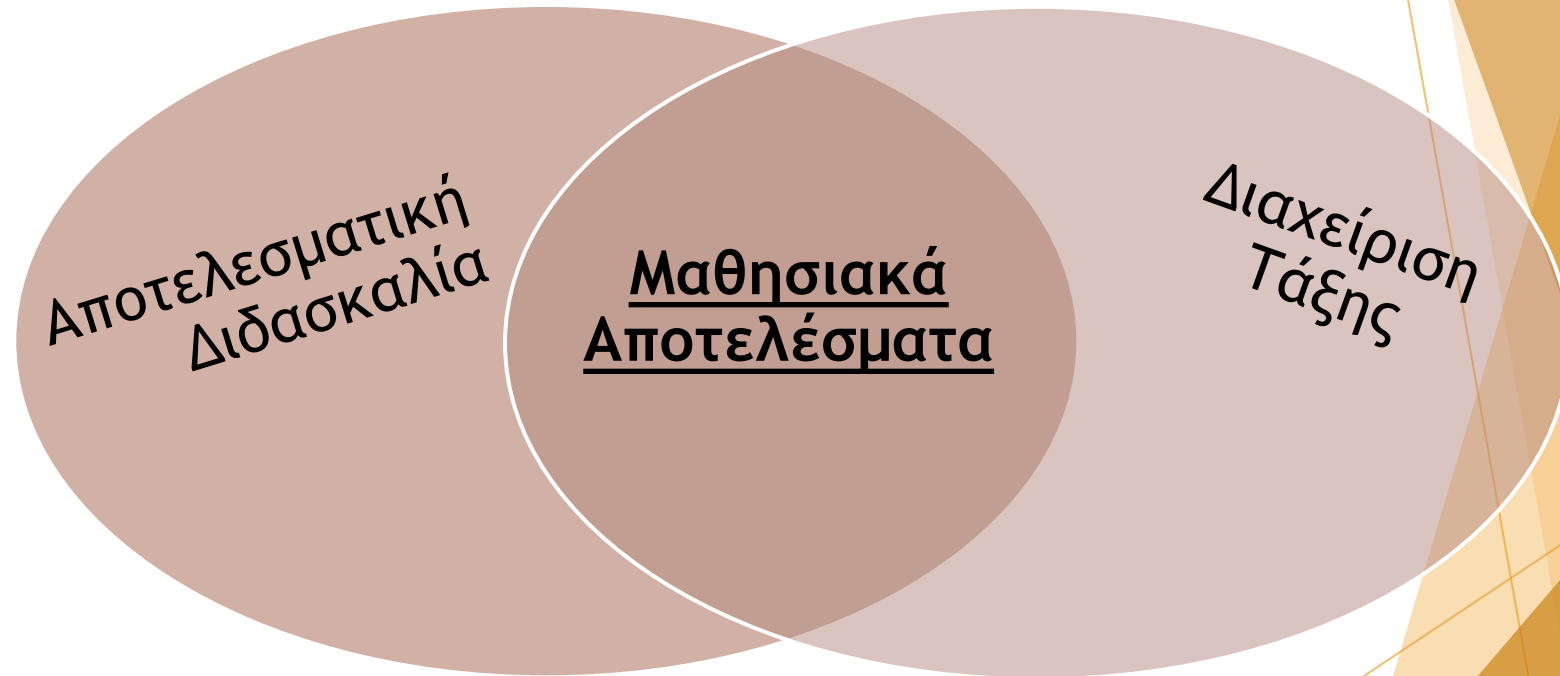 Αποτελεσματική
Διδασκαλία
Μαθησιακά
Αποτελέσματα
Διαχείριση
Τάξης